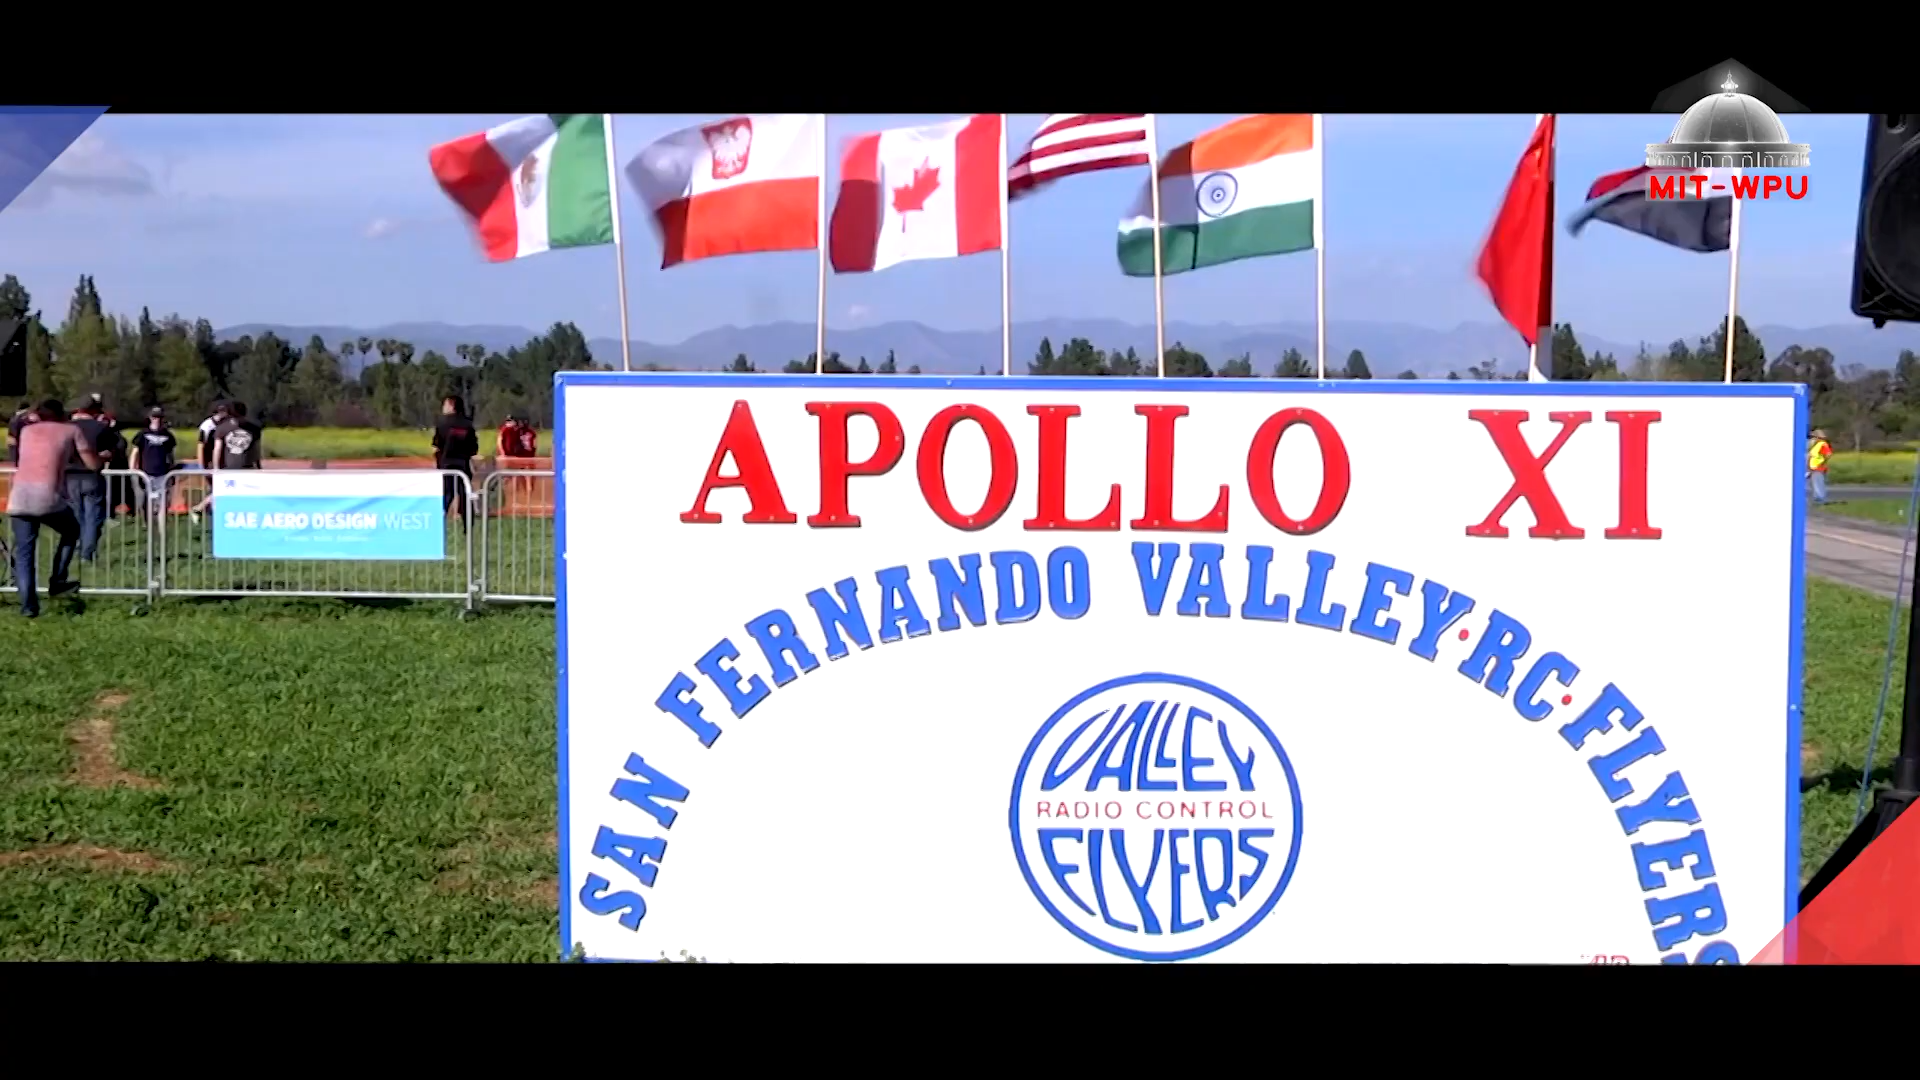 MIT-WPU
APOLLO XI
SAN FERNANDO VALLEY·RC·FLYERS
VALLEY
RADIO CONTROL
FLYERS
SAE AERO DESIGN WEST